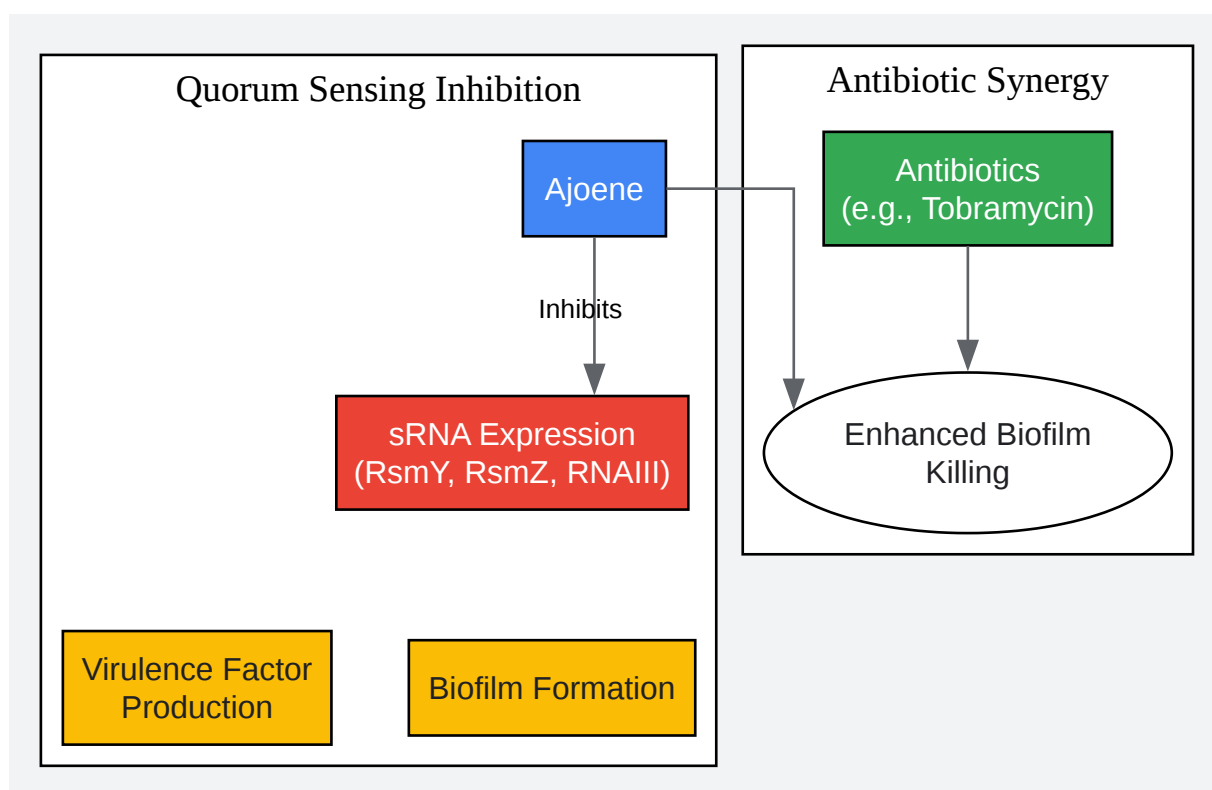 Quorum Sensing Inhibition
Ajoene
Inhibits
sRNA Expression
(RsmY, RsmZ, RNAIII)
Virulence Factor
Production
Biofilm Formation
Antibiotic Synergy
Antibiotics
(e.g., Tobramycin)
Enhanced Biofilm
Killing